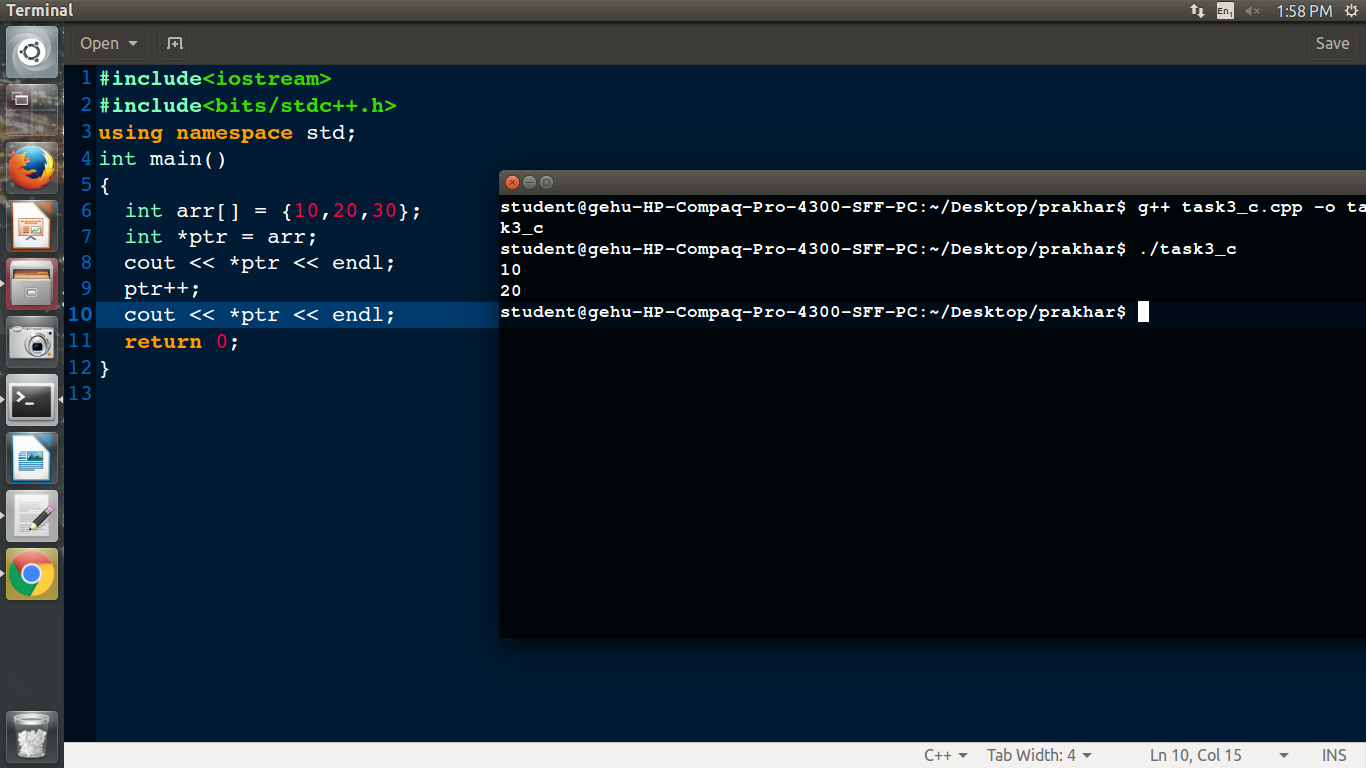 Terminal
En1
1:58 PM
Open
Save
1 #include<iostream>
2 #include<bits/stdc++.h>
3 using namespace std;
4 int main()
5 {
6   int arr[] = {10,20,30};
7   int *ptr = arr;
8   cout << *ptr << endl;
9   ptr++;
10   cout << *ptr << endl;
11   return 0;
12 }
13
student@gehu-HP-Compaq-Pro-4300-SFF-PC:~/Desktop/prakhar$ g++ task3_c.cpp -o ta
k3_c
student@gehu-HP-Compaq-Pro-4300-SFF-PC:~/Desktop/prakhar$ ./task3_c
10
20
student@gehu-HP-Compaq-Pro-4300-SFF-PC:~/Desktop/prakhar$
C++ Tab Width: 4 Ln 10, Col 15 INS